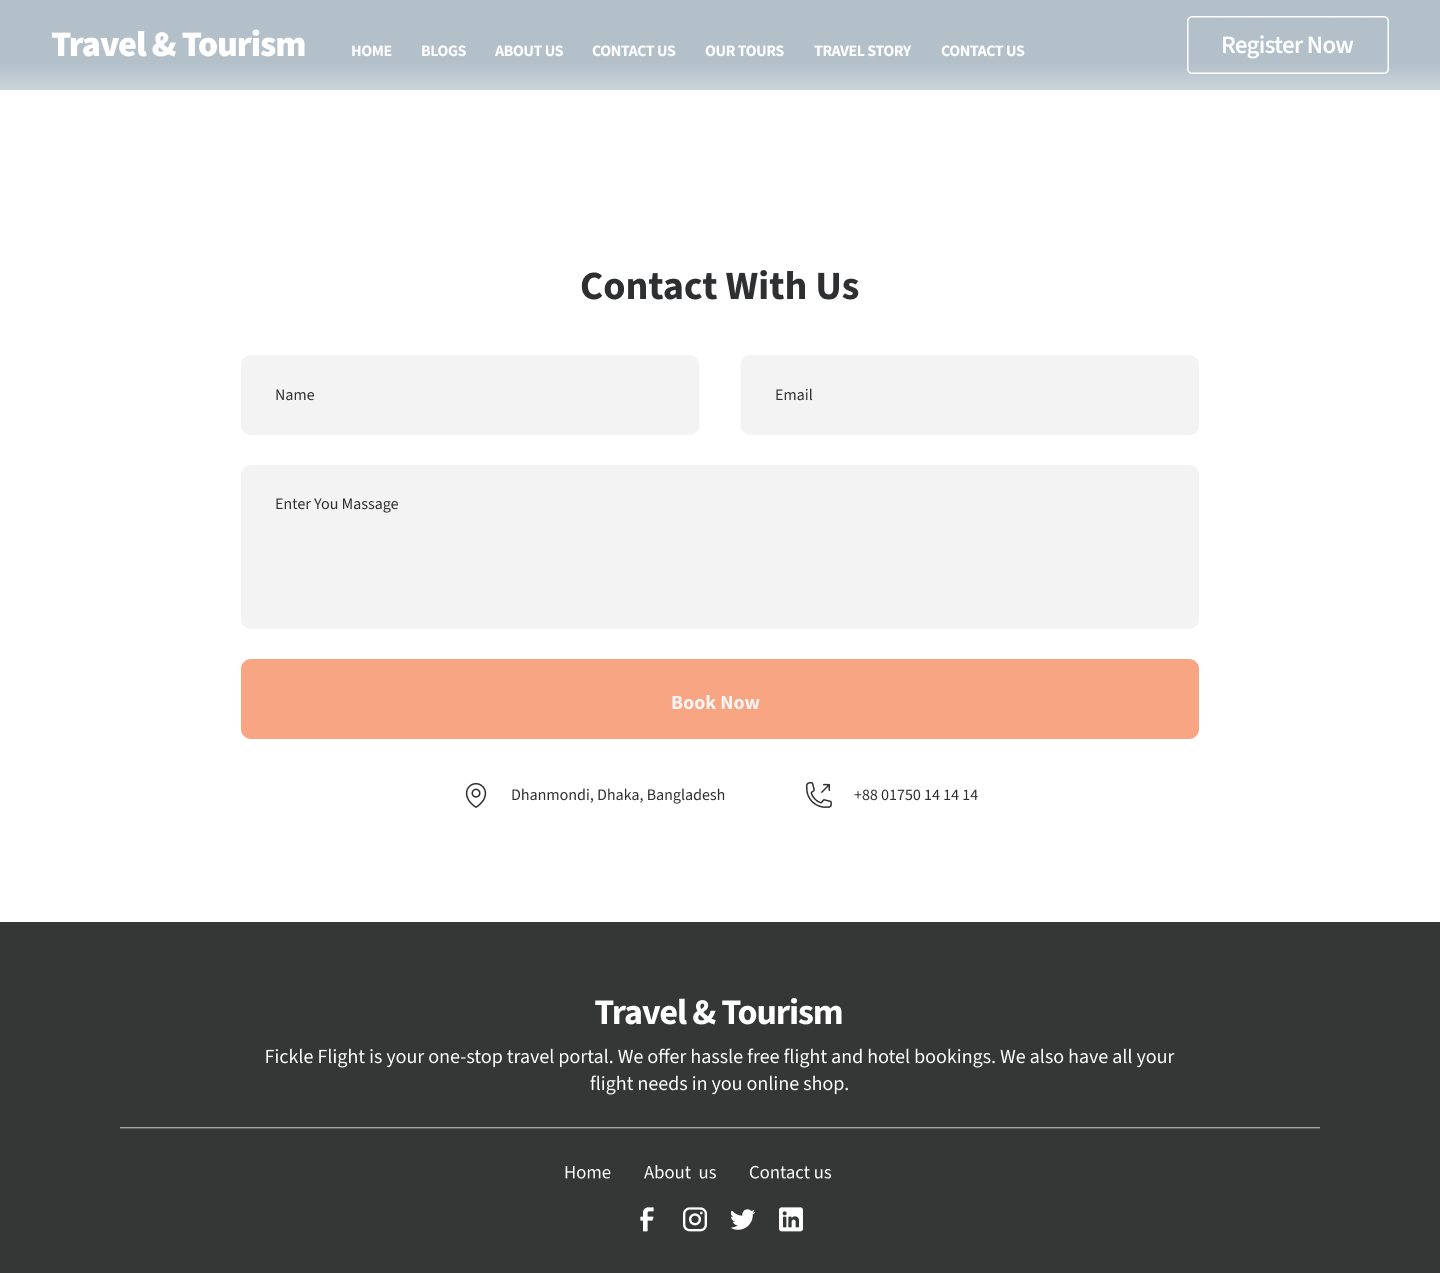 Travel & Tourism
HOME BLOGS ABOUT US CONTACT US OUR TOURS TRAVEL STORY CONTACT US
Register Now
Contact With Us
Name
Email
Enter You Massage
Book Now
Dhanmondi, Dhaka, Bangladesh
+88 01750 14 14 14
Travel & Tourism
Fickle Flight is your one-stop travel portal. We offer hassle free flight and hotel bookings. We also have all your
flight needs in you online shop.
Home About us Contact us